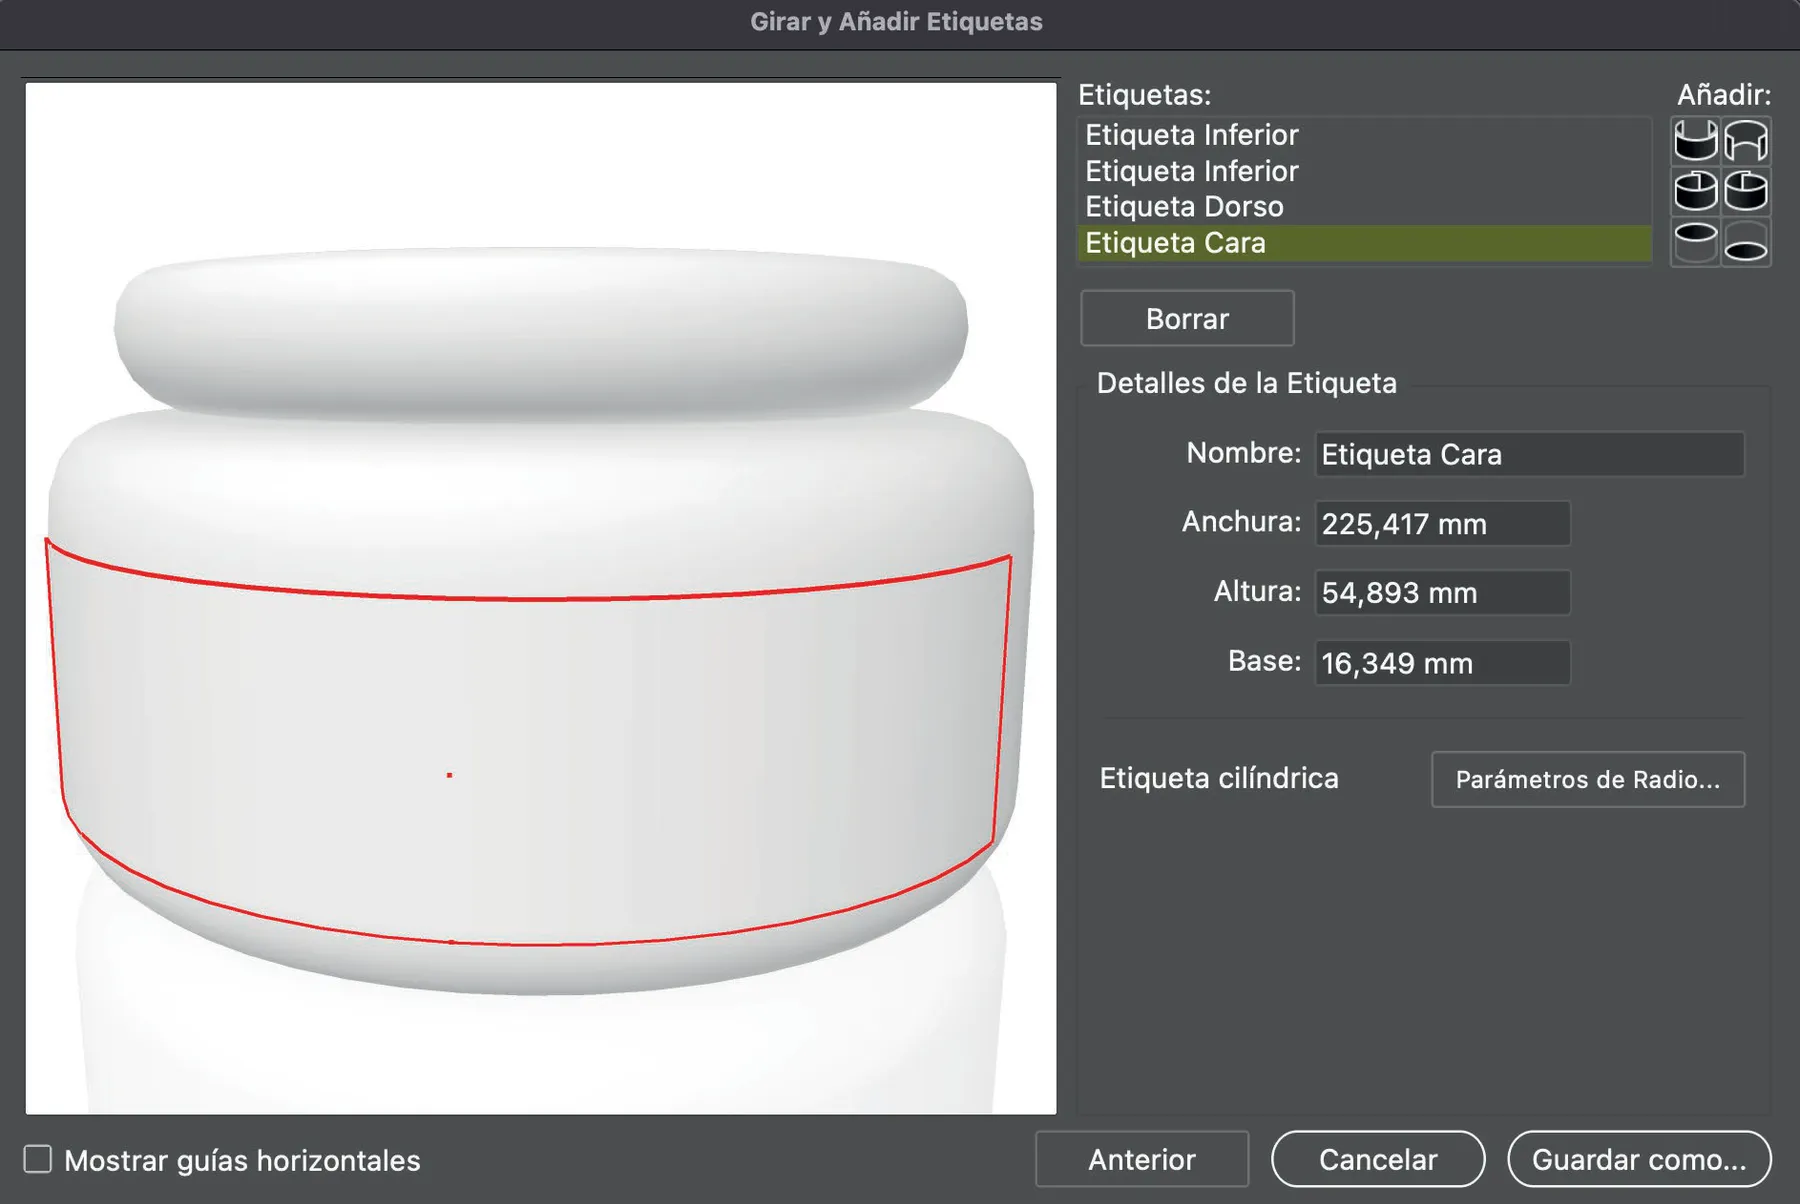 Girar y Añadir Etiquetas
Etiquetas:
Añadir:
Etiqueta Inferior
Etiqueta Inferior
Etiqueta Dorso
Etiqueta Cara
Borrar
Detalles de la Etiqueta
Nombre: Etiqueta Cara
Anchura: 225,417 mm
Altura: 54,893 mm
Base: 16,349 mm
Etiqueta cilíndrica
Parámetros de Radio...
Mostrar guías horizontales
Anterior
Cancelar
Guardar como...